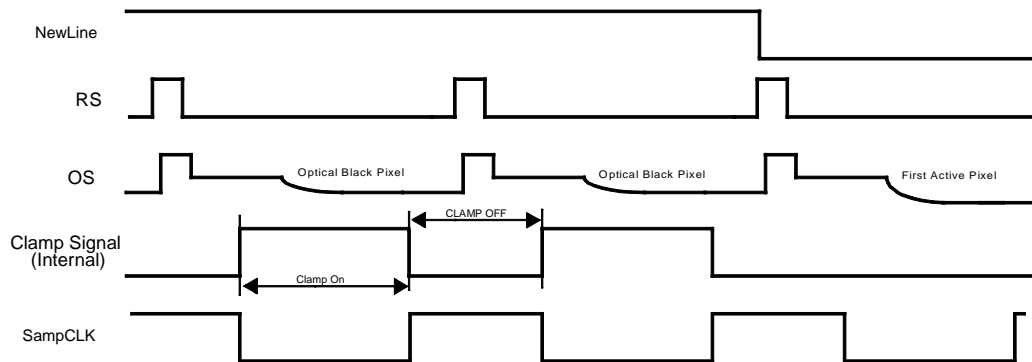 NewLine
RS
OS
Optical Black Pixel
Optical Black Pixel
First Active Pixel
Clamp Signal
(Internal)
CLAMP OFF
Clamp On
SampCLK